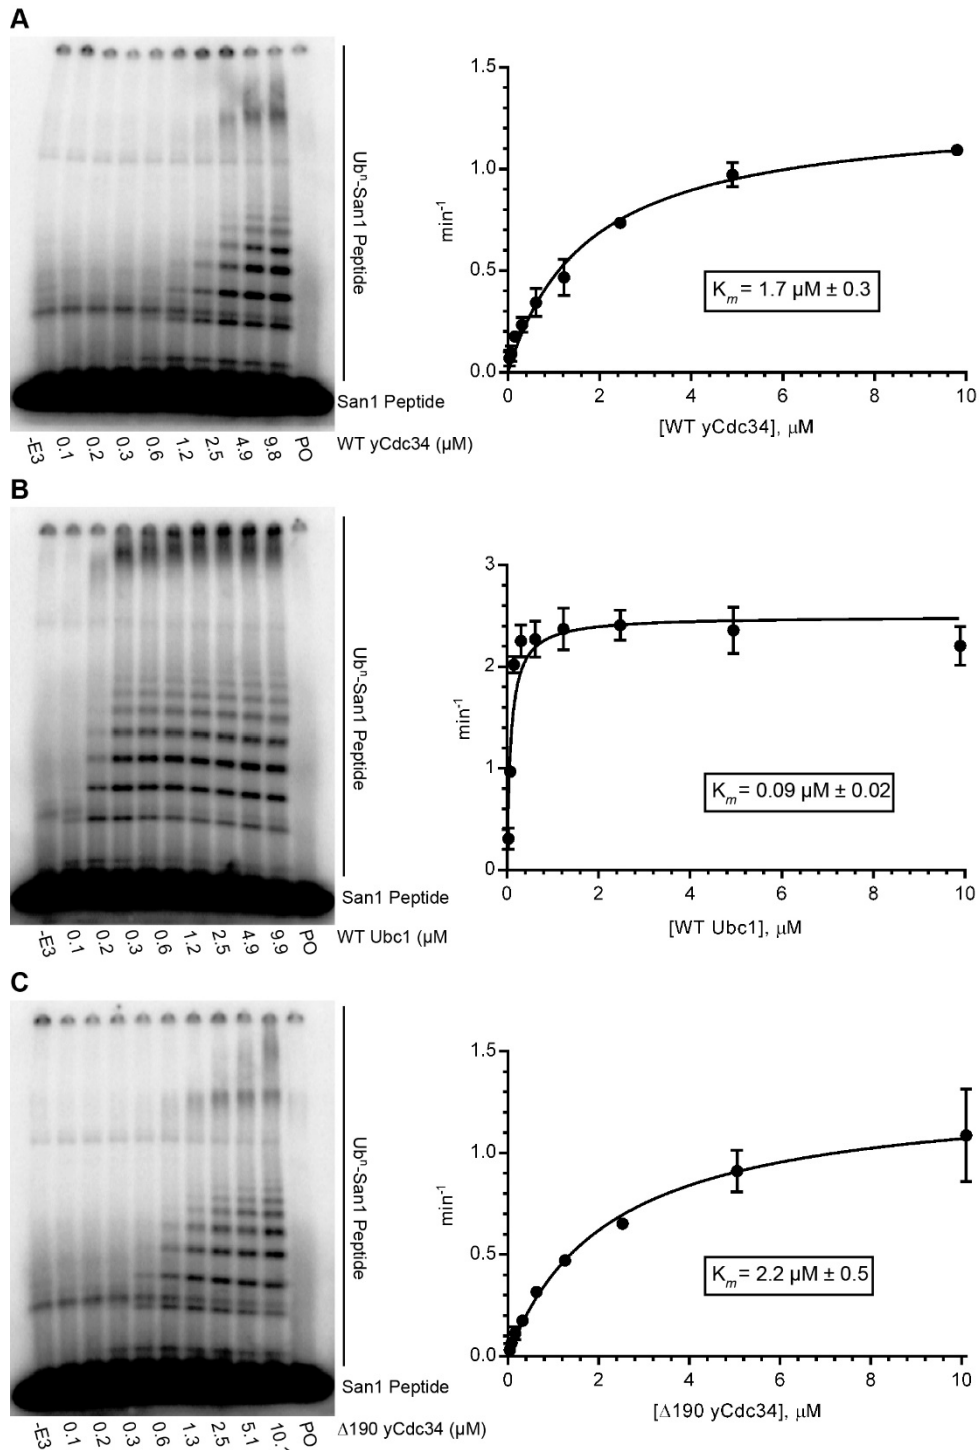 A
Ubⁿ-San1 Peptide
San1 Peptide
-E3 0.1 0.2 0.3 0.6 1.2 2.5 4.9 9.8 PO WT yCdc34 (µM)
1.5
1.0
0.5
0.0
min⁻¹
Kₘ = 1.7 µM ± 0.3
0 2 4 6 8 10
[WT yCdc34], µM
B
Ubⁿ-San1 Peptide
San1 Peptide
-E3 0.1 0.2 0.3 0.6 1.2 2.5 4.9 9.9 PO WT Ubc1 (µM
3
2
1
0
min⁻¹
Kₘ = 0.09 µM ± 0.02
0 2 4 6 8 10
[WT Ubc1], µM
C
Ubⁿ-San1 Peptide
San1 Peptide
-E3 0.1 0.2 0.3 0.6 1.3 2.5 5.1 PO Δ190 yCdc34 (µM)
1.5
1.0
0.5
0.0
min⁻¹
Kₘ = 2.2 µM ± 0.5
0 2 4 6 8 10
[Δ190 yCdc34], µM